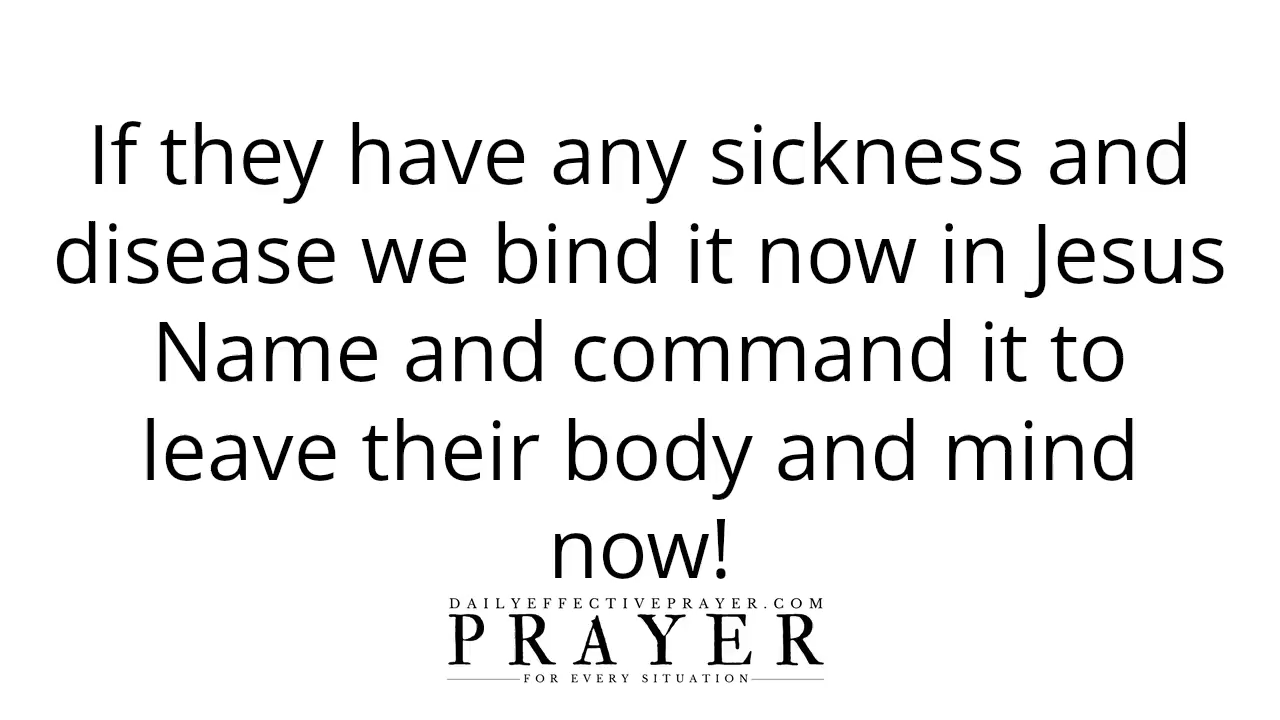 If they have any sickness and
disease we bind it now in Jesus
Name and command it to
leave their body and mind
now!
DAILYEFFECTIVEPRAYER.COM
PRAYER
FOR EVERY SITUATION